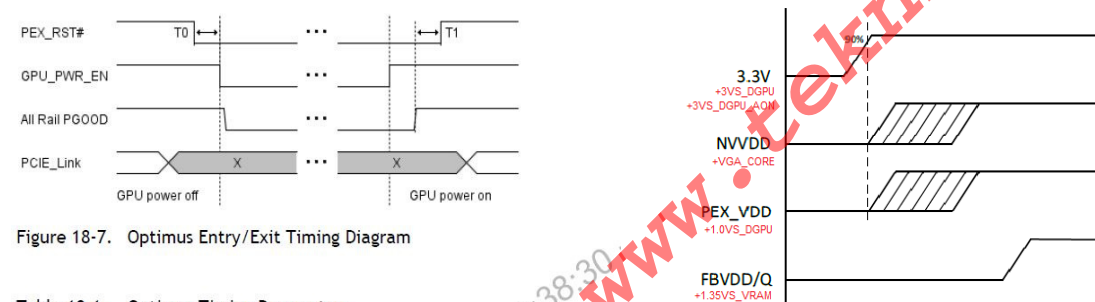 PEX_RST#
T0
...
T1
GPU_PWR_EN
...
All Rail PGOOD
...
PCIE_Link
X
...
X
GPU power off
GPU power on
Figure 18-7. Optimus Entry/Exit Timing Diagram
90%
3.3V
+3VS_DGPU
+3VS_DGPU_AON
NVVDD
+VGA_CORE
PEX_VDD
+1.0VS_DGPU
FBVDD/Q
+1.35VS_VRAM
38:30
www.tekni